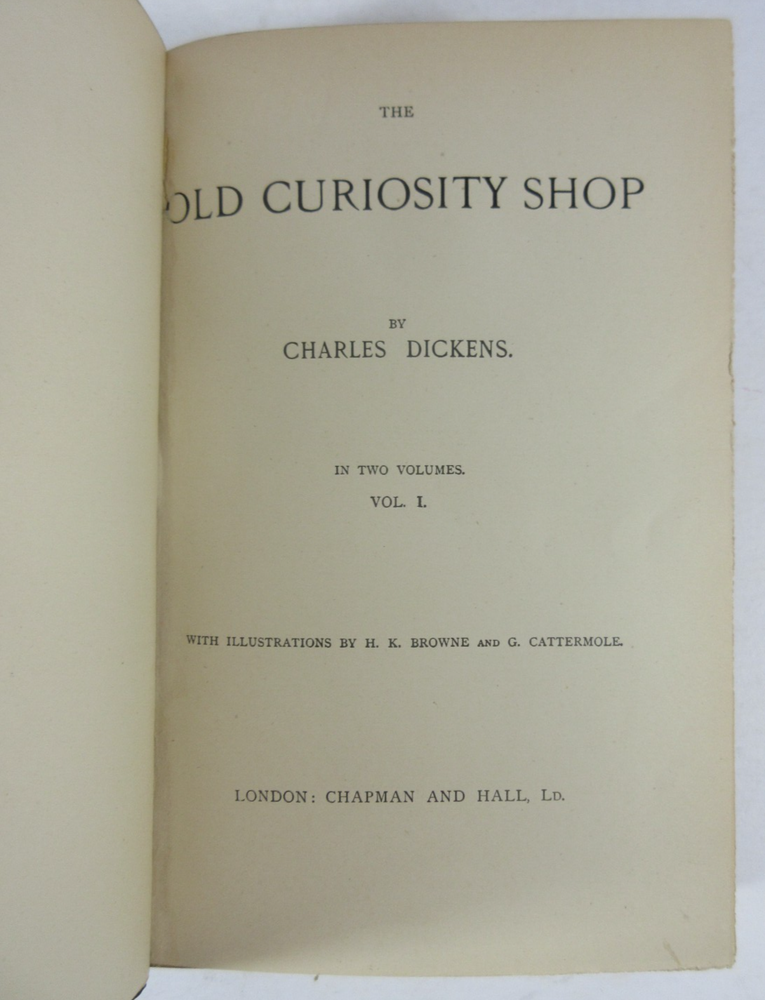 THE
OLD CURIOSITY SHOP
BY
CHARLES DICKENS.
IN TWO VOLUMES.
VOL. I.
WITH ILLUSTRATIONS BY H. K. BROWNE AND G. CATTERMOLE.
LONDON: CHAPMAN AND HALL, LD.